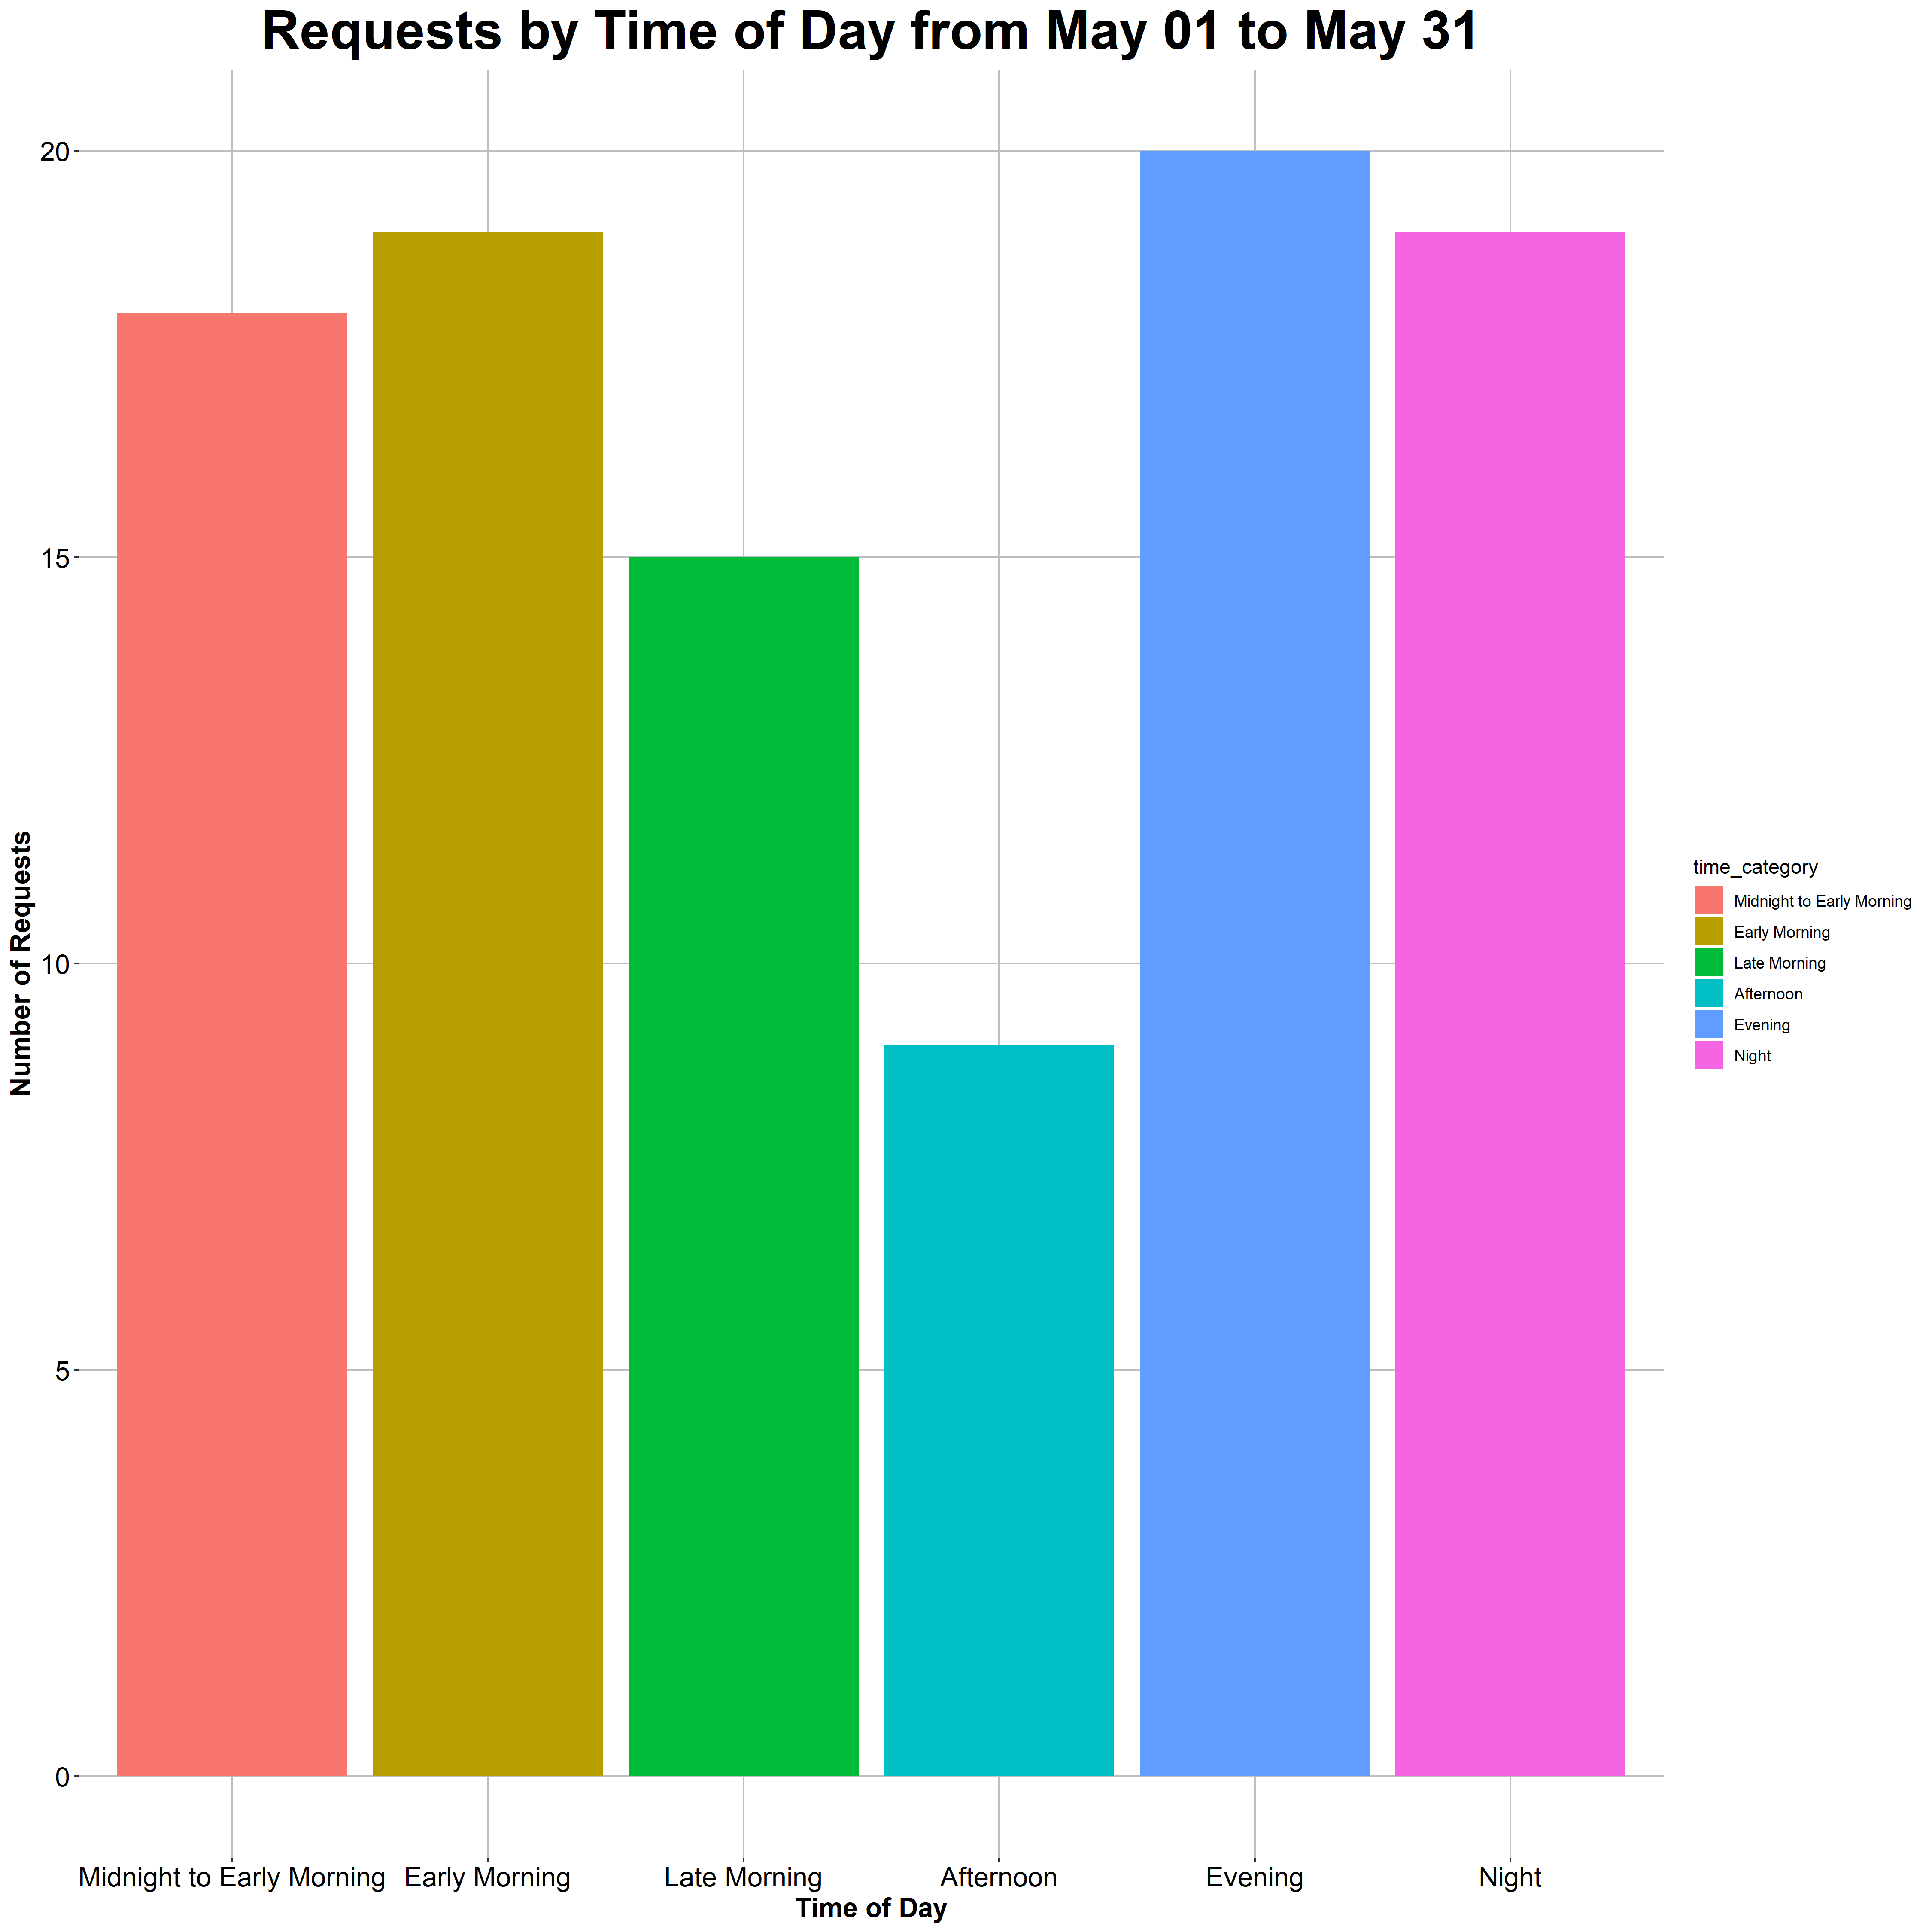 Requests by Time of Day from May 01 to May 31
Number of Requests
20
15
10
5
0
Midnight to Early Morning
Early Morning
Late Morning
Afternoon
Evening
Night
Time of Day
time_category
Midnight to Early Morning
Early Morning
Late Morning
Afternoon
Evening
Night